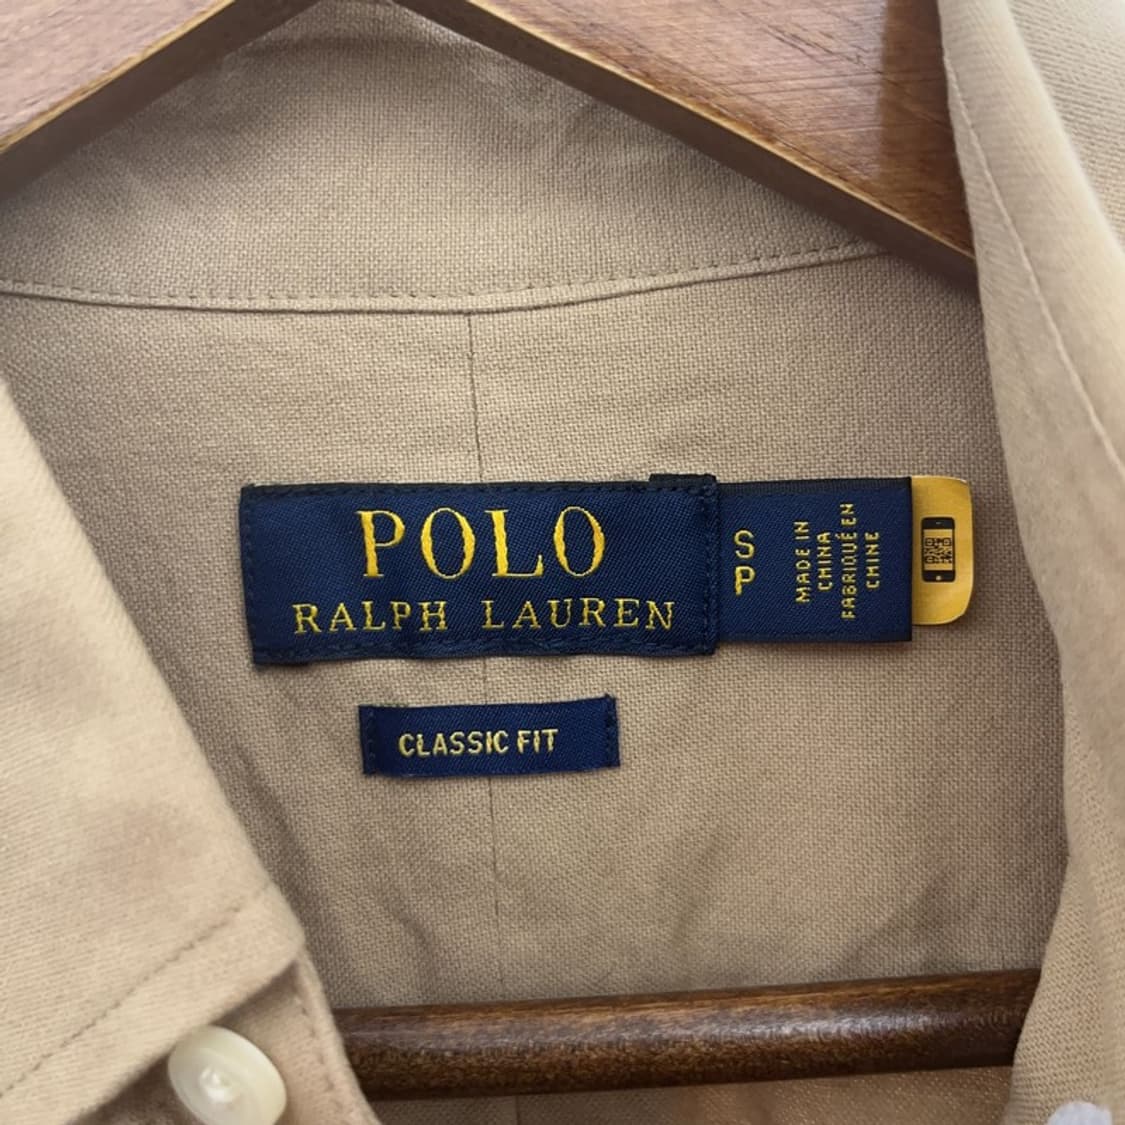 POLO
RALPH LAUREN
S
P
MADE IN
CHINA
FABRIQUÉ EN
CHINE
CLASSIC FIT